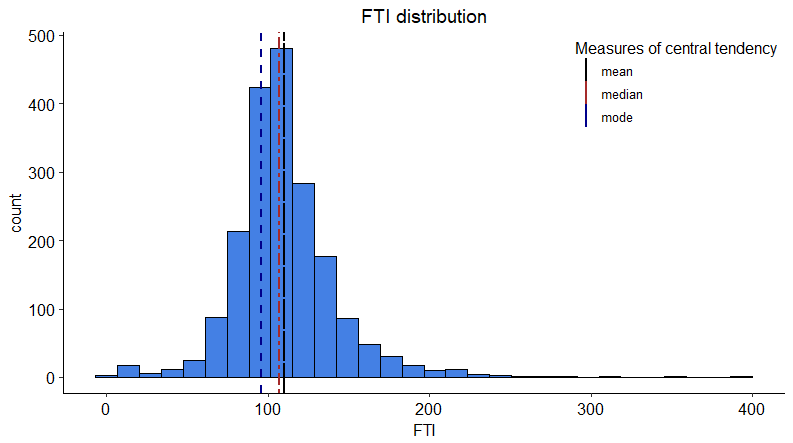 FTI distribution
Measures of central tendency
mean
median
mode
500
400
300
200
100
0
count
0 100 200 300 400
FTI